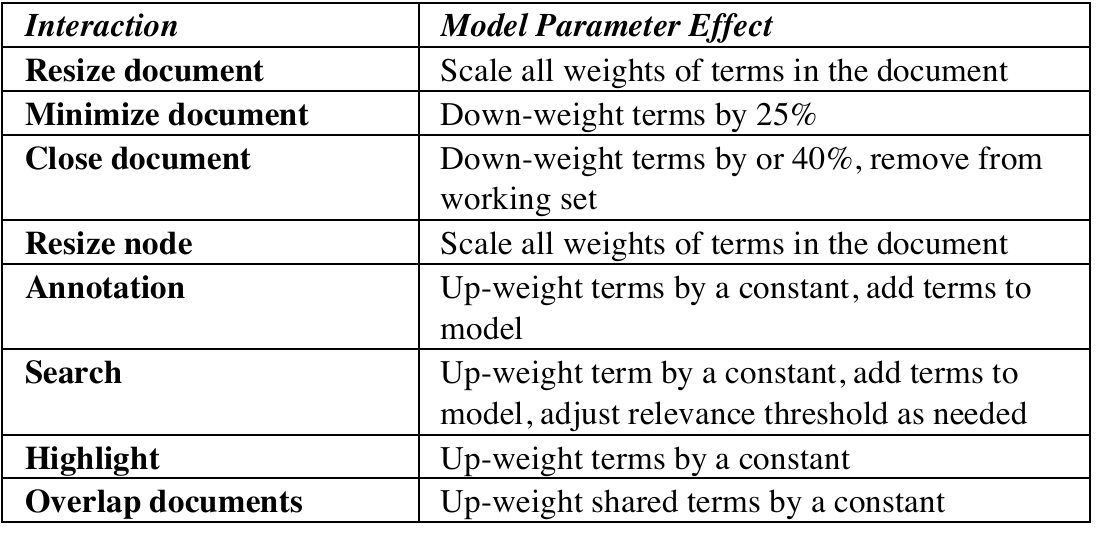 Interaction Model Parameter Effect
Resize document Scale all weights of terms in the document
Minimize document Down-weight terms by 25%
Close document Down-weight terms by or 40%, remove from
working set
Resize node Scale all weights of terms in the document
Annotation Up-weight terms by a constant, add terms to
model
Search Up-weight term by a constant, add terms to
model, adjust relevance threshold as needed
Highlight Up-weight terms by a constant
Overlap documents Up-weight shared terms by a constant